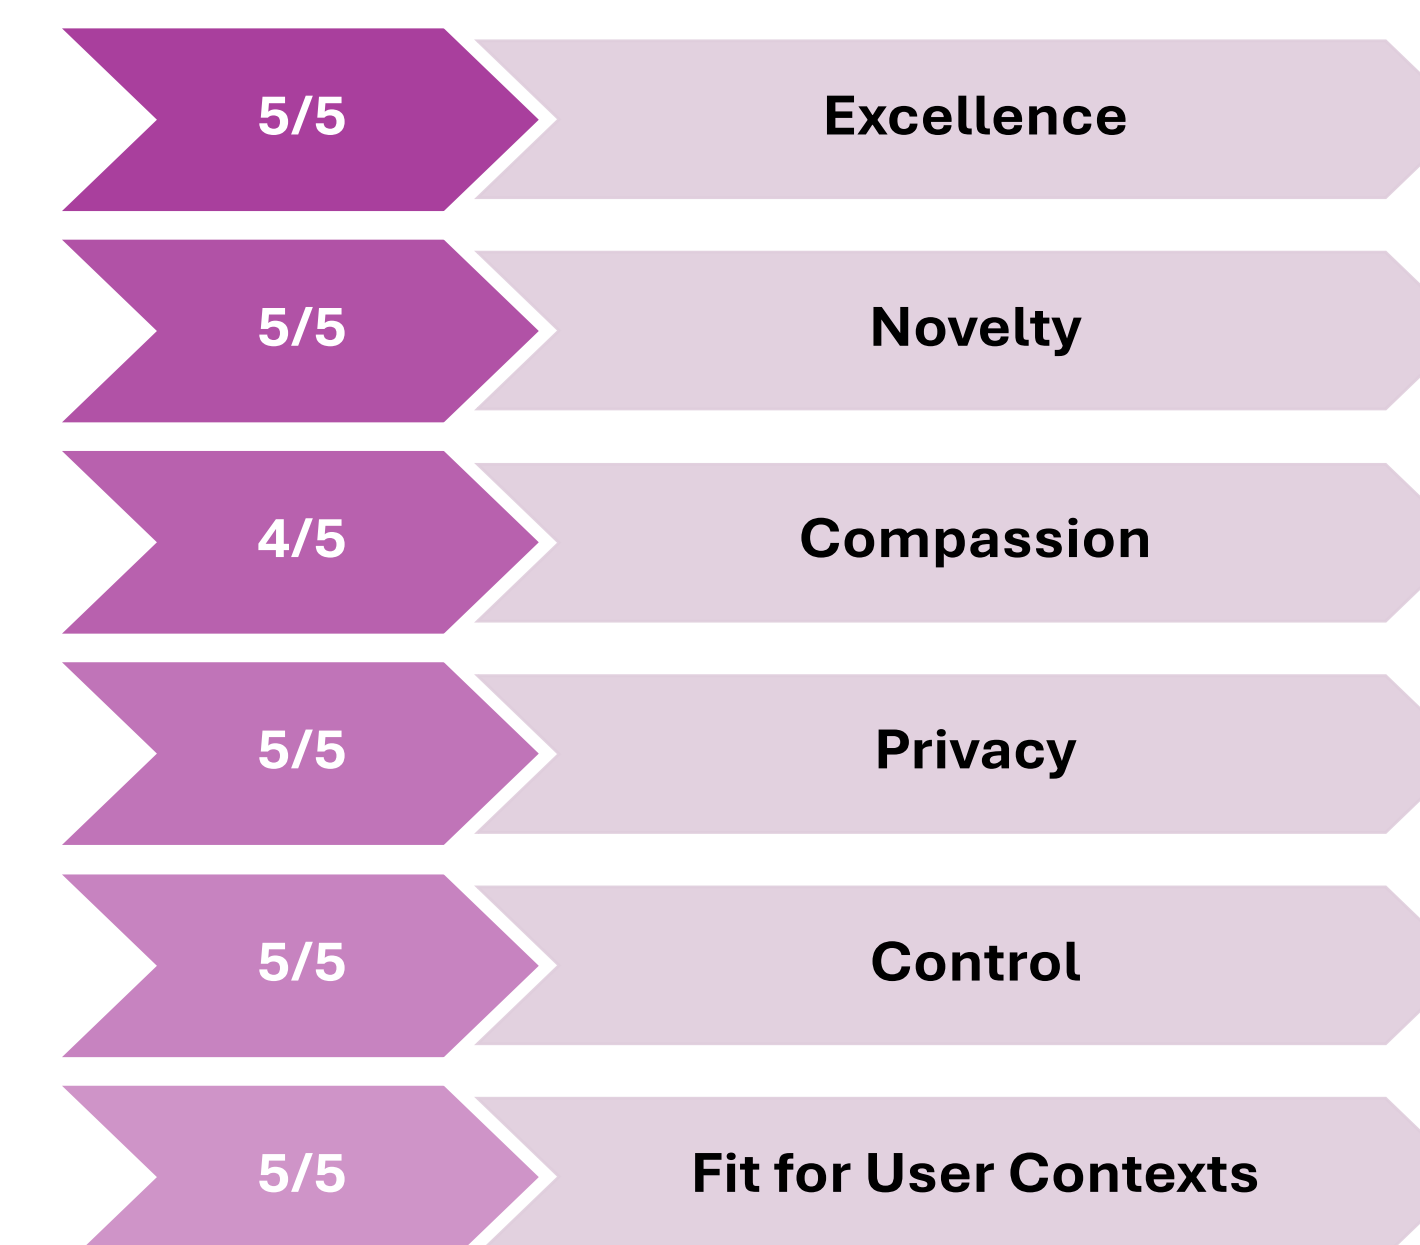 5/5
Excellence
5/5
Novelty
4/5
Compassion
5/5
Privacy
5/5
Control
5/5
Fit for User Contexts